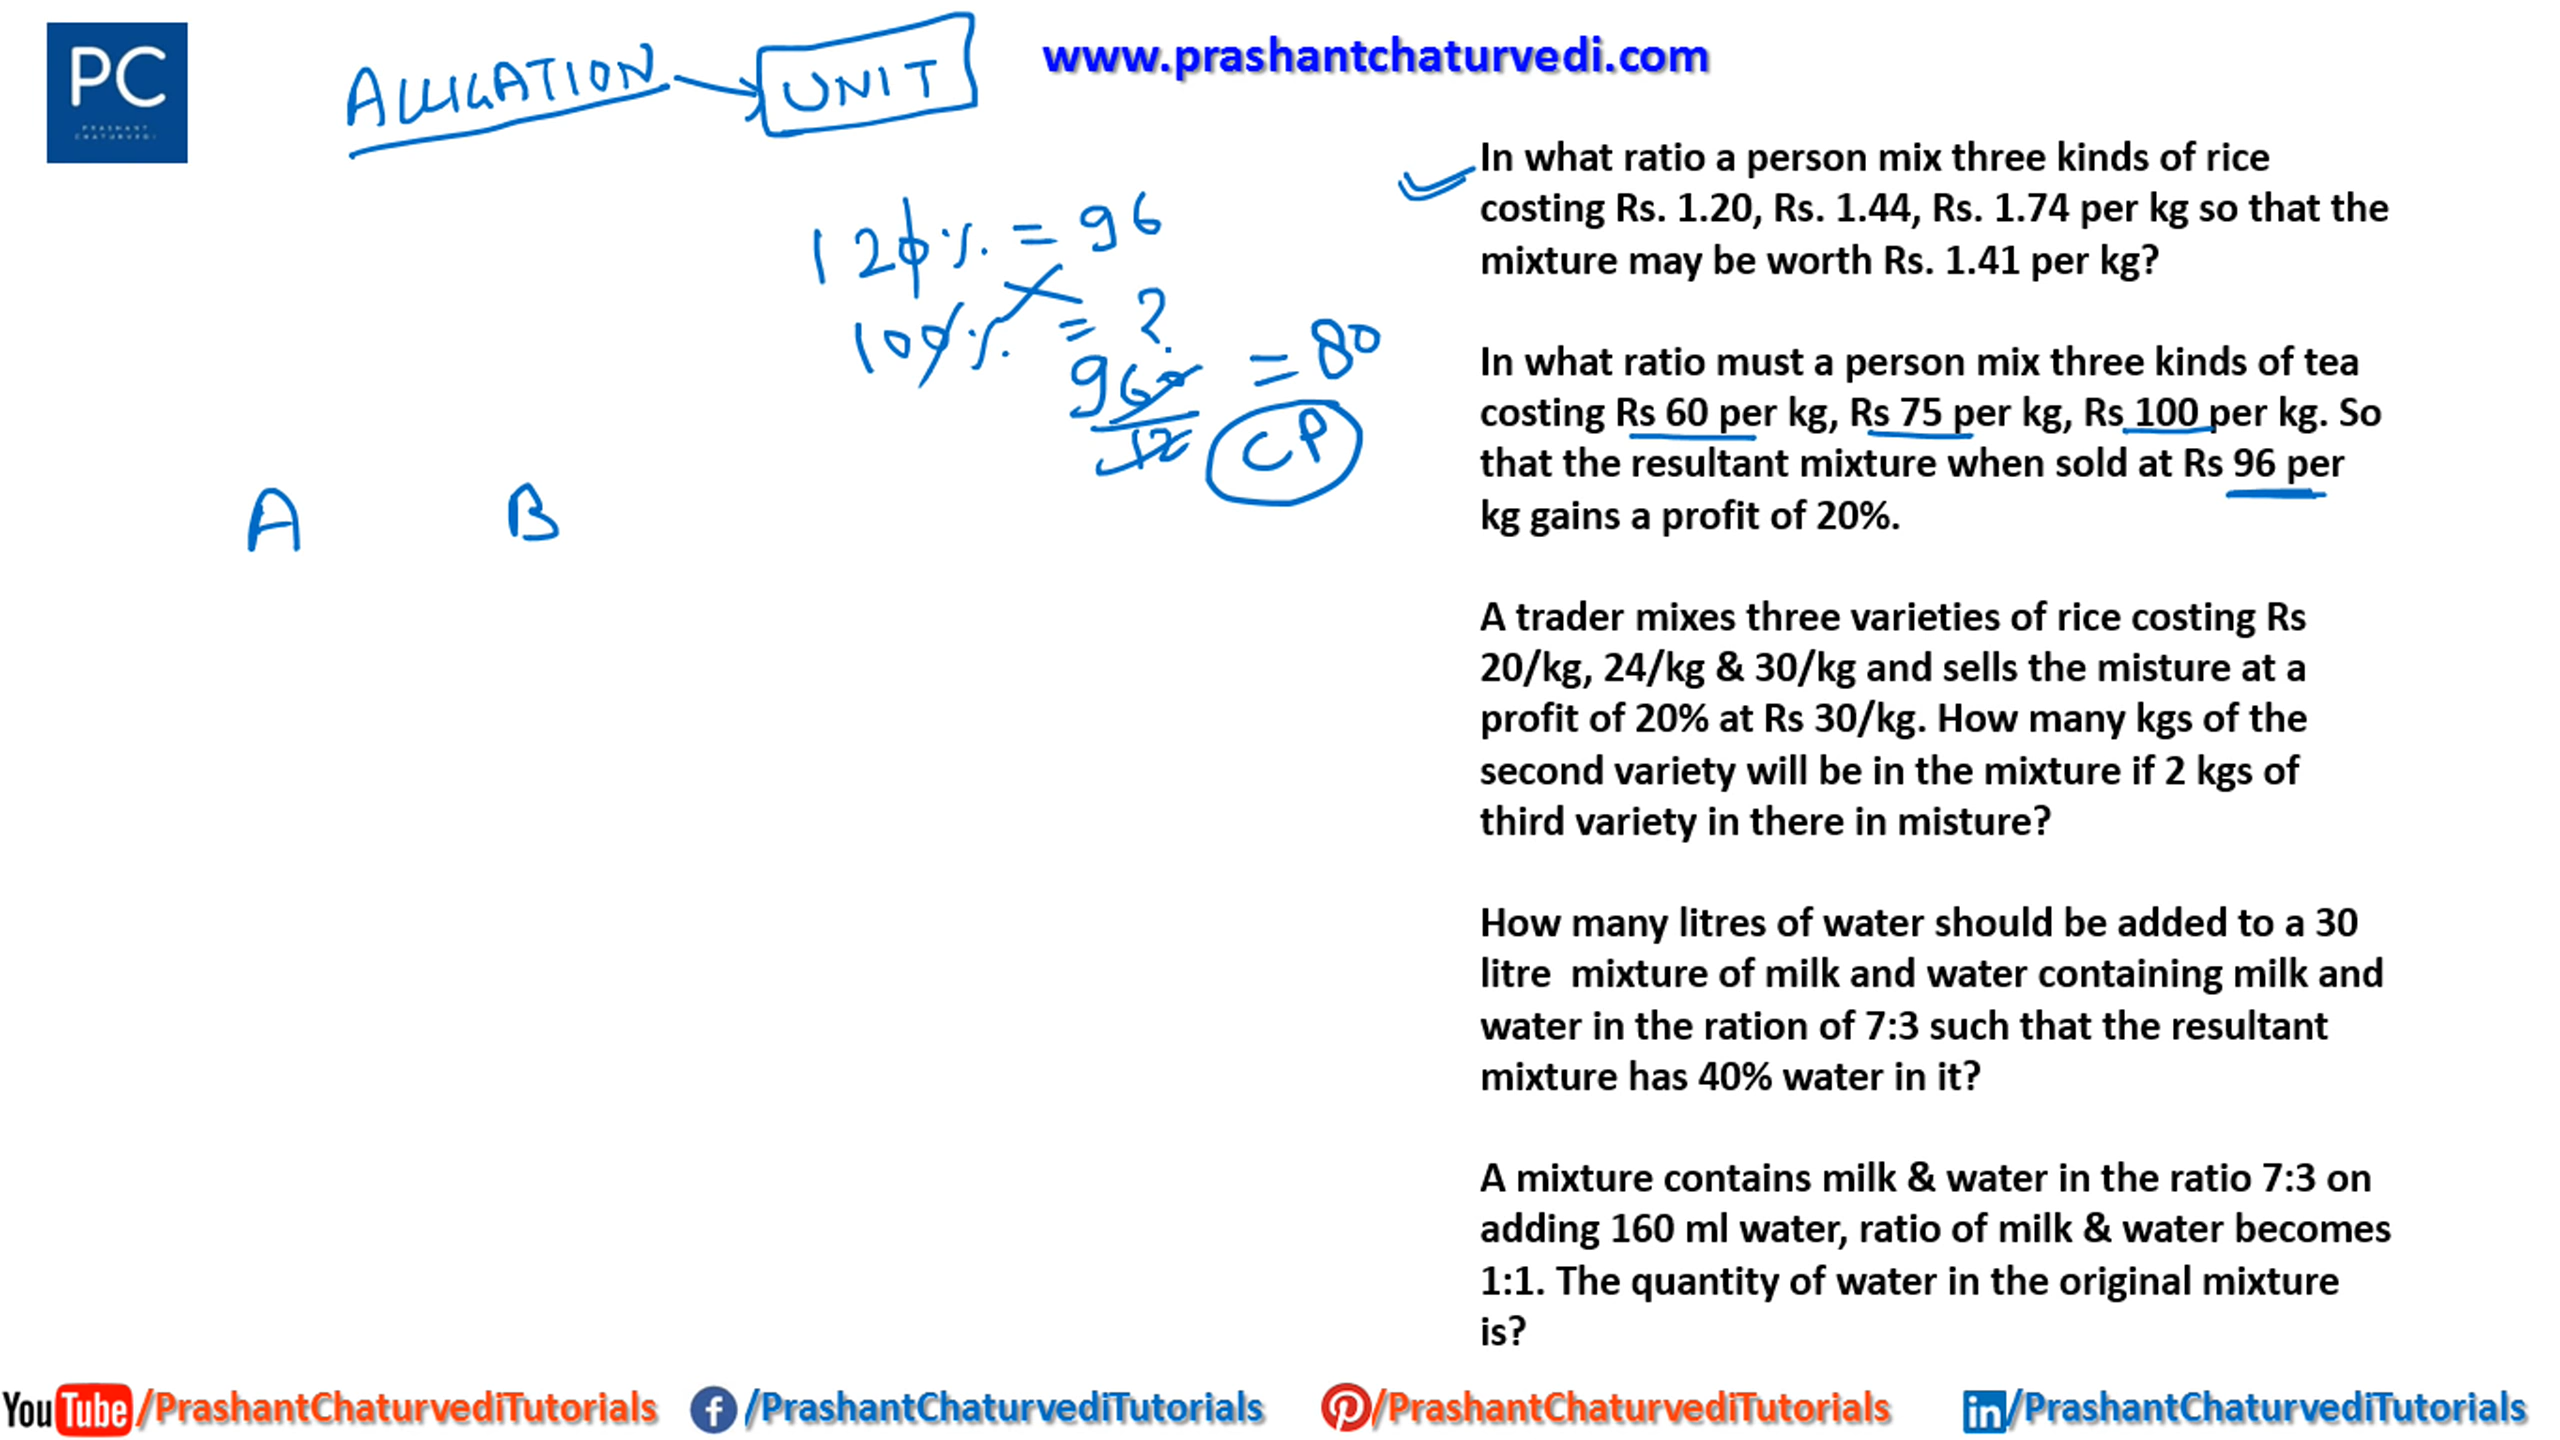 PC
PRASHANT
CHATURVEDI
ALLIGATION
UNIT
www.prashantchaturvedi.com
120% = 96
100% = ?
960 = 80
12
CP
A B
In what ratio a person mix three kinds of rice
costing Rs. 1.20, Rs. 1.44, Rs. 1.74 per kg so that the
mixture may be worth Rs. 1.41 per kg?
In what ratio must a person mix three kinds of tea
costing Rs 60 per kg, Rs 75 per kg, Rs 100 per kg. So
that the resultant mixture when sold at Rs 96 per
kg gains a profit of 20%.
A trader mixes three varieties of rice costing Rs
20/kg, 24/kg & 30/kg and sells the misture at a
profit of 20% at Rs 30/kg. How many kgs of the
second variety will be in the mixture if 2 kgs of
third variety in there in misture?
How many litres of water should be added to a 30
litre mixture of milk and water containing milk and
water in the ration of 7:3 such that the resultant
mixture has 40% water in it?
A mixture contains milk & water in the ratio 7:3 on
adding 160 ml water, ratio of milk & water becomes
1:1. The quantity of water in the original mixture
is?
YouTube/PrashantChaturvediTutorials
f/PrashantChaturvediTutorials
/PrashantChaturvediTutorials
in/PrashantChaturvediTutorials